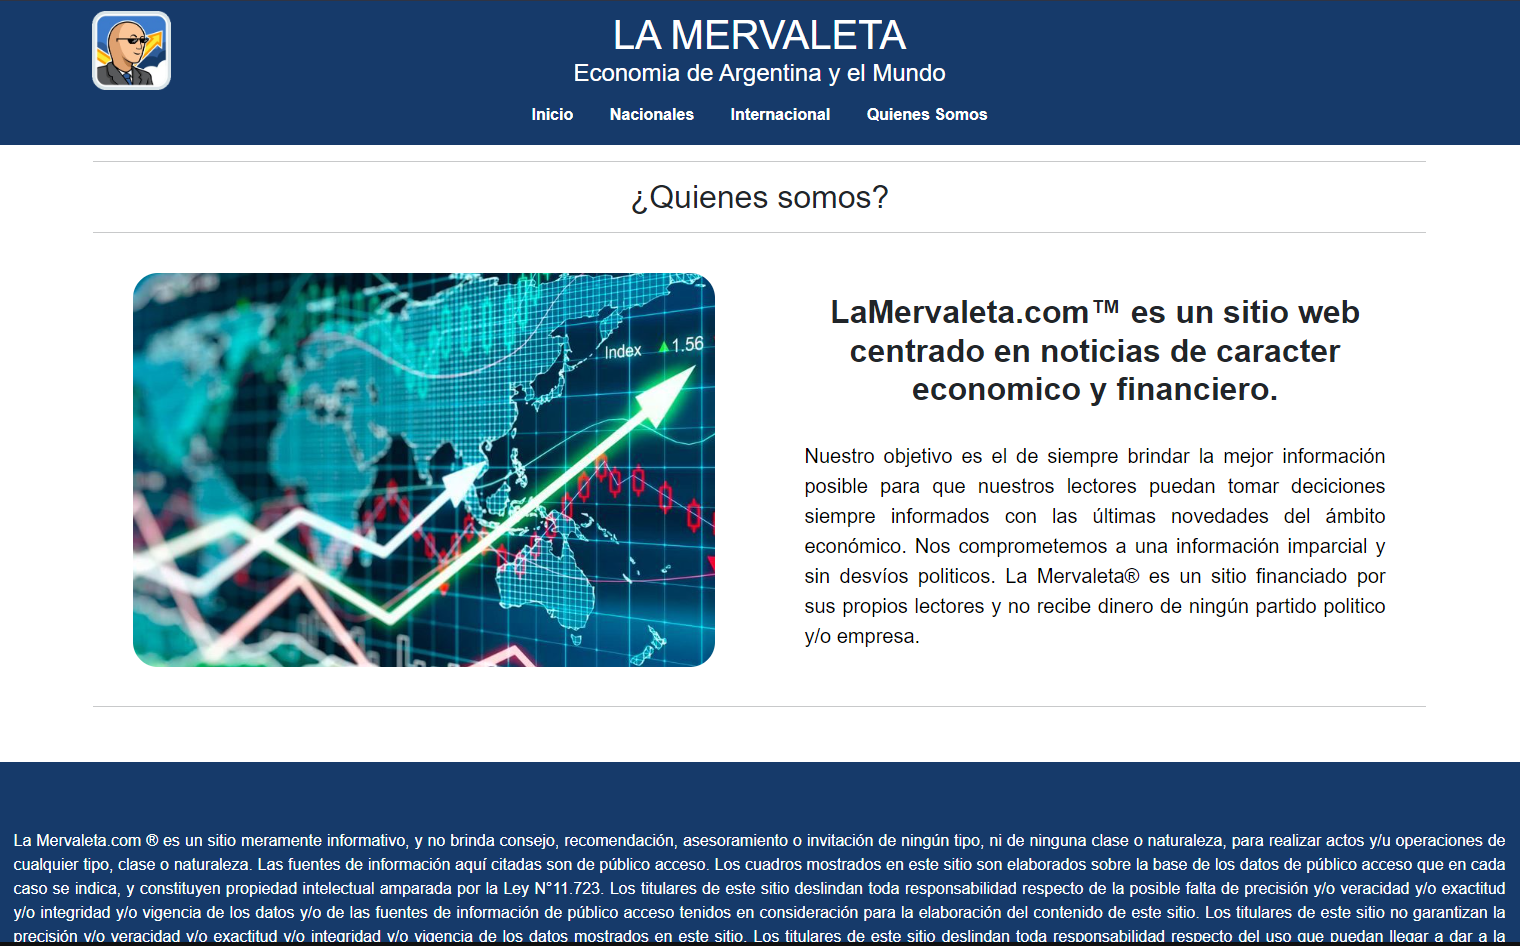 LA MERVALETA
Economia de Argentina y el Mundo
Inicio Nacionales Internacional Quienes Somos
¿Quienes somos?
Index ▲1.56
LaMervaleta.com™ es un sitio web
centrado en noticias de caracter
economico y financiero.
Nuestro objetivo es el de siempre brindar la mejor información
posible para que nuestros lectores puedan tomar deciciones
siempre informados con las últimas novedades del ámbito
económico. Nos comprometemos a una información imparcial y
sin desvíos politicos. La Mervaleta® es un sitio financiado por
sus propios lectores y no recibe dinero de ningún partido politico
y/o empresa.
La Mervaleta.com ® es un sitio meramente informativo, y no brinda consejo, recomendación, asesoramiento o invitación de ningún tipo, ni de ninguna clase o naturaleza, para realizar actos y/u operaciones de
cualquier tipo, clase o naturaleza. Las fuentes de información aquí citadas son de público acceso. Los cuadros mostrados en este sitio son elaborados sobre la base de los datos de público acceso que en cada
caso se indica, y constituyen propiedad intelectual amparada por la Ley N°11.723. Los titulares de este sitio deslindan toda responsabilidad respecto de la posible falta de precisión y/o veracidad y/o exactitud
y/o integridad y/o vigencia de los datos y/o de las fuentes de información de público acceso tenidos en consideración para la elaboración del contenido de este sitio. Los titulares de este sitio no garantizan la
precisión y/o veracidad y/o exactitud y/o integridad y/o vigencia de los datos mostrados en este sitio. Los titulares de este sitio deslindan toda responsabilidad respecto del uso que puedan llegar a dar a la